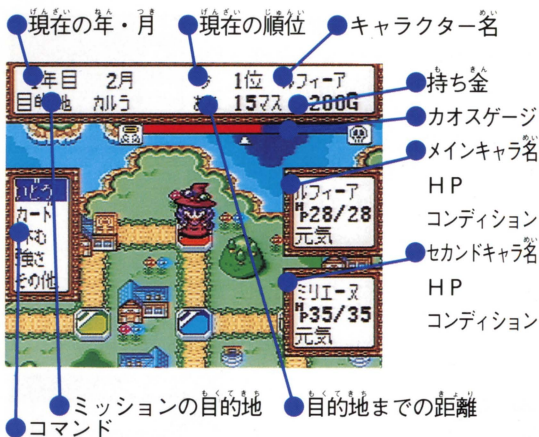 ●現在の年・月 ●現在の順位 ●キャラクター名
1年目 2月 1位 ルフィーア
目的地 カルラ 15マス 200G
●持ち金
●カオスゲージ
●メインキャラ名
HP
コンディション
●セカンドキャラ名
HP
コンディション
カード
その他
ルフィーア
HP28/28
元気
ミリエーヌ
HP35/35
元気
●ミッションの目的地 ●目的地までの距離
●コマンド